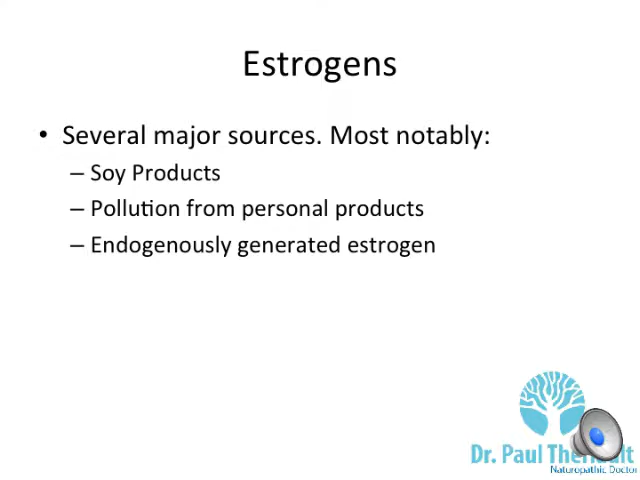 Estrogens
• Several major sources. Most notably:
– Soy Products
– Pollution from personal products
– Endogenously generated estrogen
Dr. Paul
Naturopathic Doctor